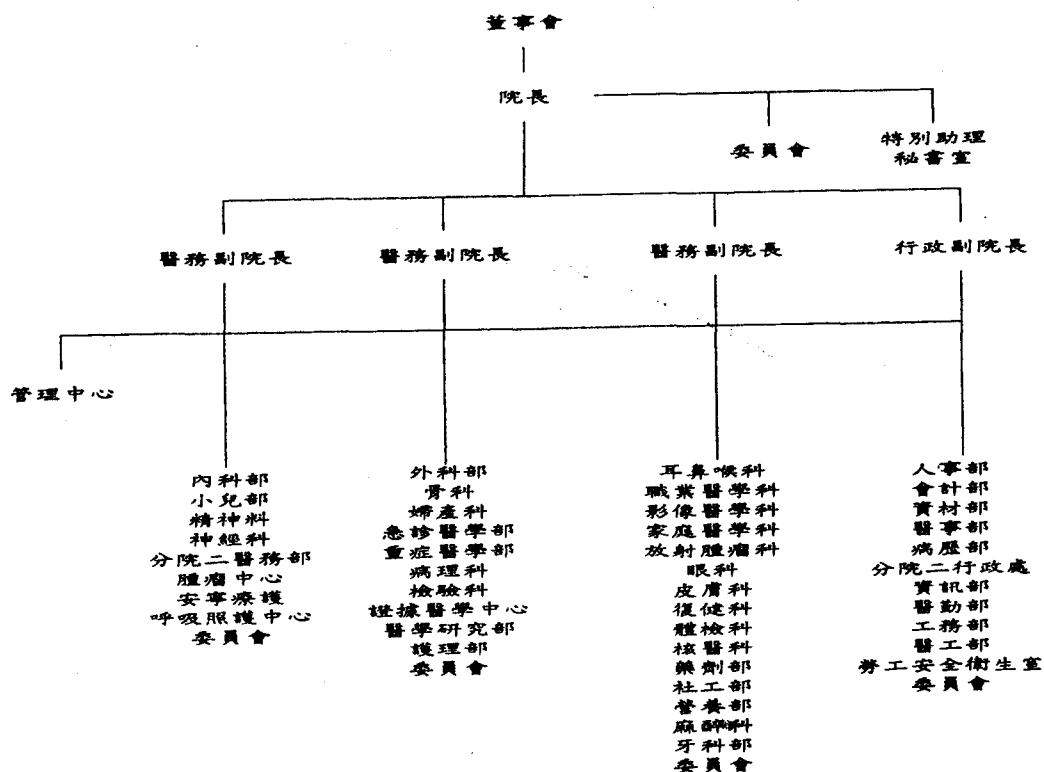 董事會
院長
委員會
特別助理
秘書室
醫務副院長
醫務副院長
醫務副院長
行政副院長
管理中心
內科部
小兒部
精神料
神經科
分院二醫務部
腫瘤中心
安寧療護
呼吸照護中心
委員會
外科部
骨科
婦產科
急診醫學部
重症醫學部
病理科
檢驗科
證據醫學中心
醫學研究部
護理部
委員會
耳鼻喉科
職業醫學科
影像醫學科
家庭醫學科
放射腫瘤科
眼科
皮膚科
復健科
體檢科
核醫科
藥劑部
社工部
營養部
麻醉科
牙科部
委員會
人事部
會計部
資材部
醫事部
病歷部
分院二行政處
資訊部
醫勤部
工務部
醫工部
勞工安全衛生室
委員會